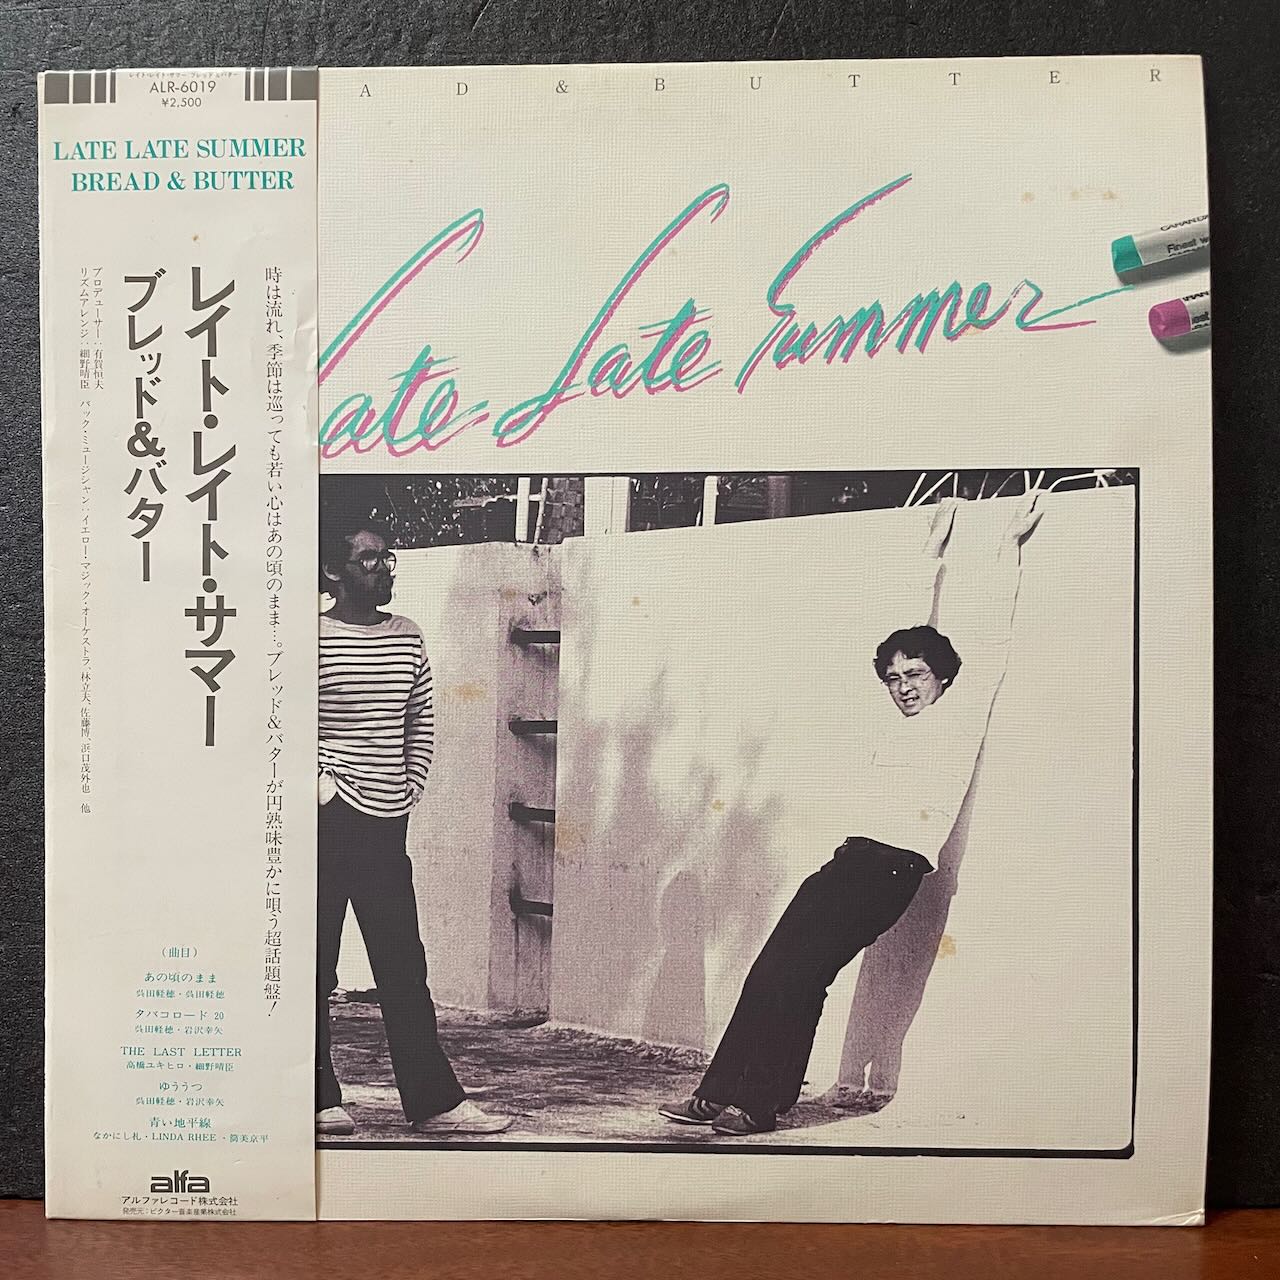 レイト・レイト・サマー ブレッド&バター
ALR-6019
¥2,500
LATE LATE SUMMER
BREAD & BUTTER
時は流れ、季節は巡っても若い心はあの頃のまま…。ブレッド&バターが円熟味豊かに唄う超話題盤!
レイト・レイト・サマー
ブレッド&バター
プロデューサー:有賀恒夫
リズムアレンジ:細野晴臣 バック・ミュージシャン:イエロー・マジック・オーケストラ、林立夫、佐藤博、浜口茂外也 他
(曲目)
あの頃のまま
呉田軽穂・呉田軽穂
タバコロード 20
呉田軽穂・岩沢幸矢
THE LAST LETTER
高橋ユキヒロ・細野晴臣
ゆううつ
呉田軽穂・岩沢幸矢
青い地平線
なかにし礼・LINDA RHEE・筒美京平
alfa
アルファレコード株式会社
発売元:ビクター音楽産業株式会社
AD & BUTTER
ate Late Summer
CARAN D'A
Finest w